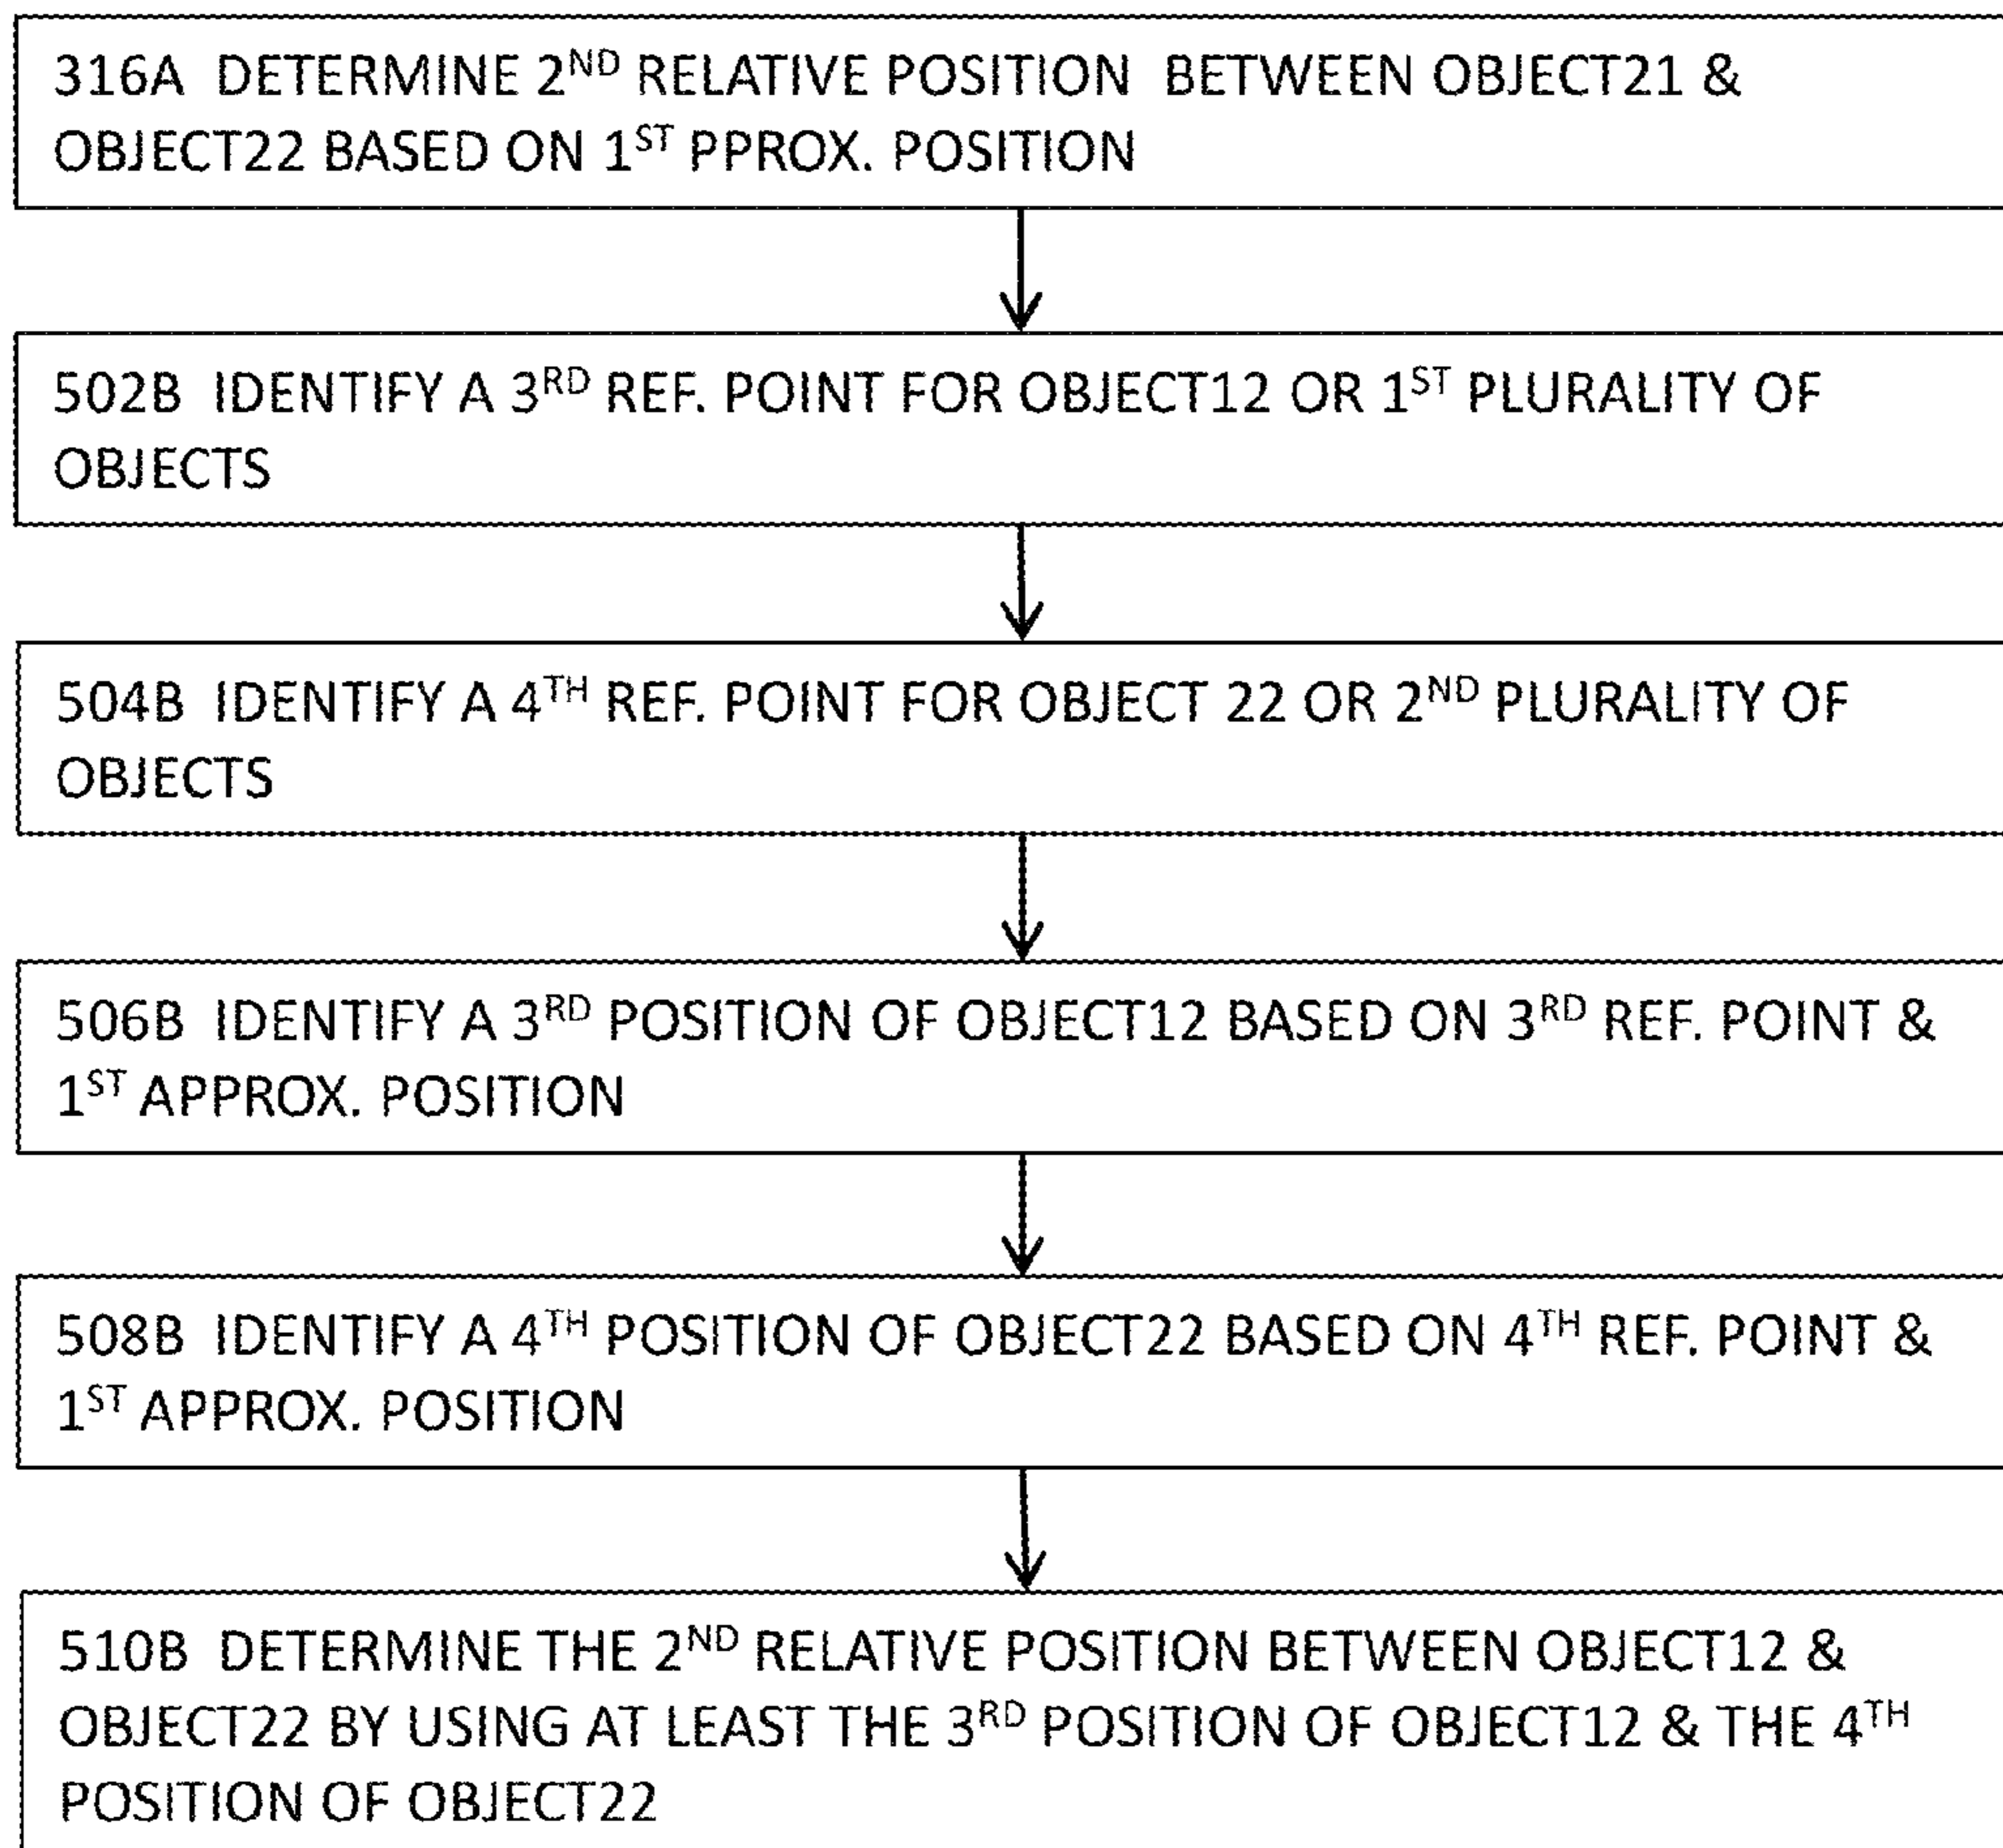 316A DETERMINE 2ND RELATIVE POSITION BETWEEN OBJECT21 &
OBJECT22 BASED ON 1ST PPROX. POSITION
502B IDENTIFY A 3RD REF. POINT FOR OBJECT12 OR 1ST PLURALITY OF
OBJECTS
504B IDENTIFY A 4TH REF. POINT FOR OBJECT 22 OR 2ND PLURALITY OF
OBJECTS
506B IDENTIFY A 3RD POSITION OF OBJECT12 BASED ON 3RD REF. POINT &
1ST APPROX. POSITION
508B IDENTIFY A 4TH POSITION OF OBJECT22 BASED ON 4TH REF. POINT &
1ST APPROX. POSITION
510B DETERMINE THE 2ND RELATIVE POSITION BETWEEN OBJECT12 &
OBJECT22 BY USING AT LEAST THE 3RD POSITION OF OBJECT12 & THE 4TH
POSITION OF OBJECT22